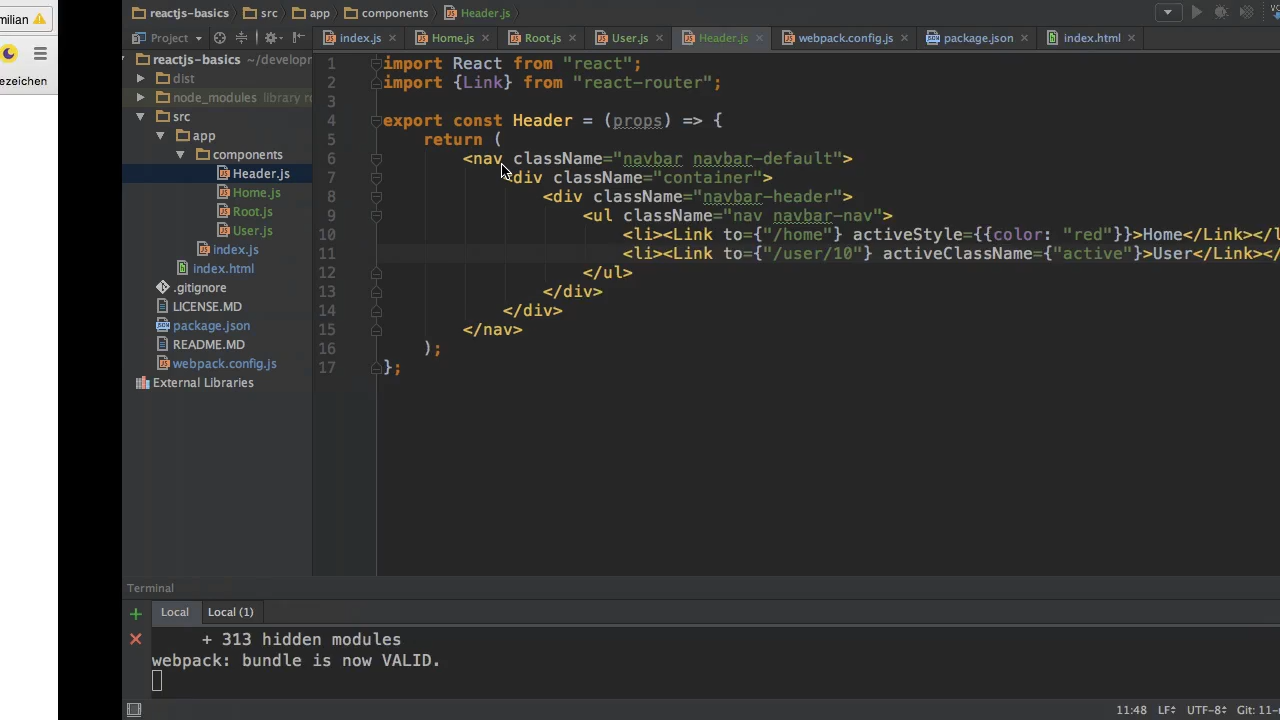 milian
ezeichen
reactjs-basics src app components Header.js
Project
index.js Home.js Root.js User.js Header.js webpack.config.js package.json index.html
reactjs-basics ~/develop
dist
node_modules library ro
src
app
components
Header.js
Home.js
Root.js
User.js
index.js
index.html
.gitignore
LICENSE.MD
package.json
README.MD
webpack.config.js
External Libraries
1 import React from "react";
2 import {Link} from "react-router";
3
4 export const Header = (props) => {
5 return (
6 <nav className="navbar navbar-default">
7 <div className="container">
8 <div className="navbar-header">
9 <ul className="nav navbar-nav">
10 <li><Link to={"/home"} activeStyle={{color: "red"}}>Home</Link></l
11 <li><Link to={"/user/10"} activeClassName={"active"}>User</Link></
12 </ul>
13 </div>
14 </div>
15 </nav>
16 );
17 };
Terminal
Local Local (1)
+ 313 hidden modules
webpack: bundle is now VALID.
11:48 LF UTF-8 Git: 11-